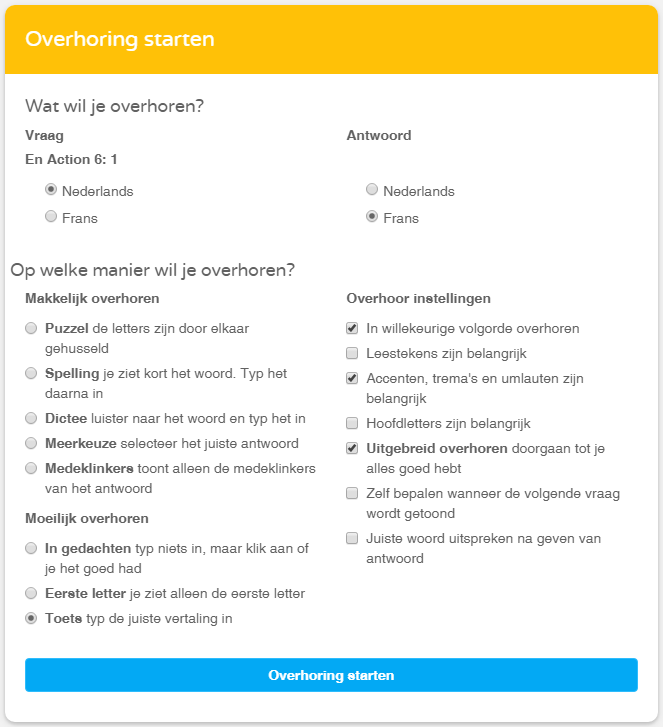 Overhoring starten
Wat wil je overhoren?
Vraag
Antwoord
En Action 6: 1
Nederlands
Nederlands
Frans
Frans
Op welke manier wil je overhoren?
Makkelijk overhoren
Puzzel de letters zijn door elkaar
gehusseld
Spelling je ziet kort het woord. Typ het
daarna in
Dictee luister naar het woord en typ het in
Meerkeuze selecteer het juiste antwoord
Medeklinkers toont alleen de medeklinkers
van het antwoord
Moeilijk overhoren
In gedachten typ niets in, maar klik aan of
je het goed had
Eerste letter je ziet alleen de eerste letter
Toets typ de juiste vertaling in
Overhoor instellingen
In willekeurige volgorde overhoren
Leestekens zijn belangrijk
Accenten, trema's en umlauten zijn
belangrijk
Hoofdletters zijn belangrijk
Uitgebreid overhoren doorgaan tot je
alles goed hebt
Zelf bepalen wanneer de volgende vraag
wordt getoond
Juiste woord uitspreken na geven van
antwoord
Overhoring starten